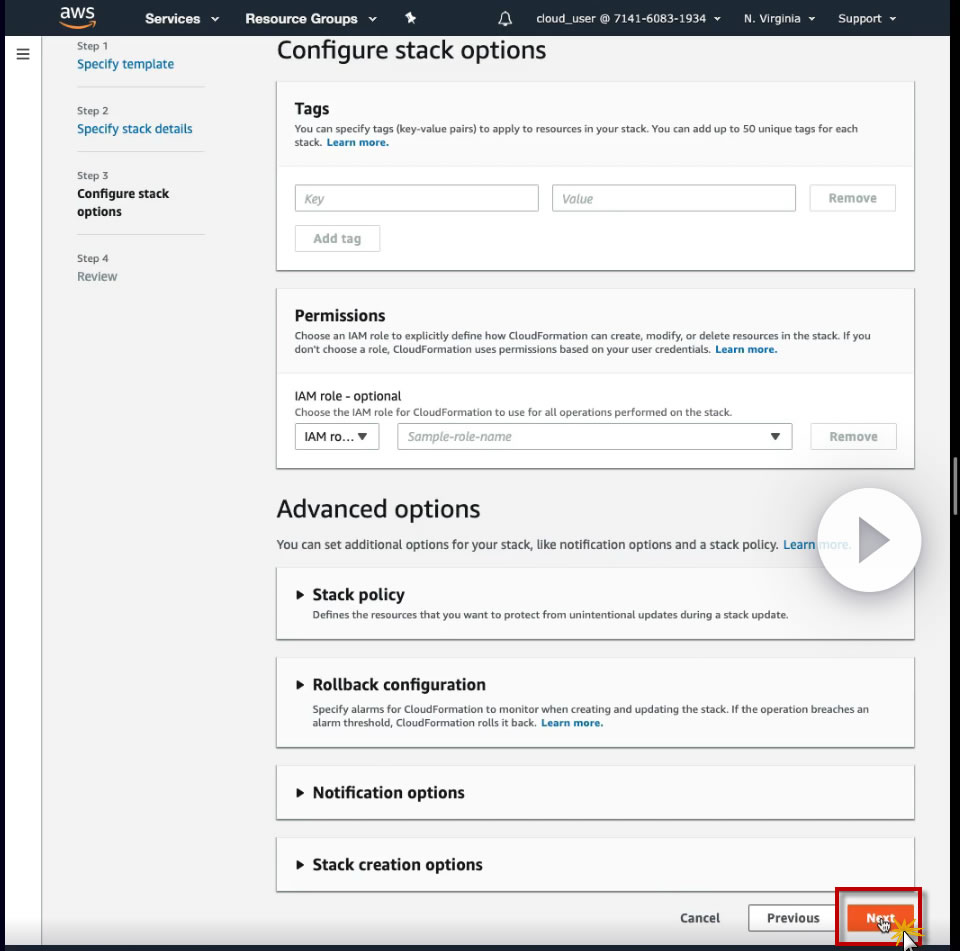 aws Services Resource Groups cloud_user @ 7141-6083-1934 N. Virginia Support
Step 1
Specify template
Step 2
Specify stack details
Step 3
Configure stack
options
Step 4
Review
Configure stack options
Tags
You can specify tags (key-value pairs) to apply to resources in your stack. You can add up to 50 unique tags for each
stack. Learn more.
Key Value Remove
Add tag
Permissions
Choose an IAM role to explicitly define how CloudFormation can create, modify, or delete resources in the stack. If you
don't choose a role, CloudFormation uses permissions based on your user credentials. Learn more.
IAM role - optional
Choose the IAM role for CloudFormation to use for all operations performed on the stack.
IAM ro... Sample-role-name Remove
Advanced options
You can set additional options for your stack, like notification options and a stack policy. Learn more.
Stack policy
Defines the resources that you want to protect from unintentional updates during a stack update.
Rollback configuration
Specify alarms for CloudFormation to monitor when creating and updating the stack. If the operation breaches an
alarm threshold, CloudFormation rolls it back. Learn more.
Notification options
Stack creation options
Cancel Previous Next